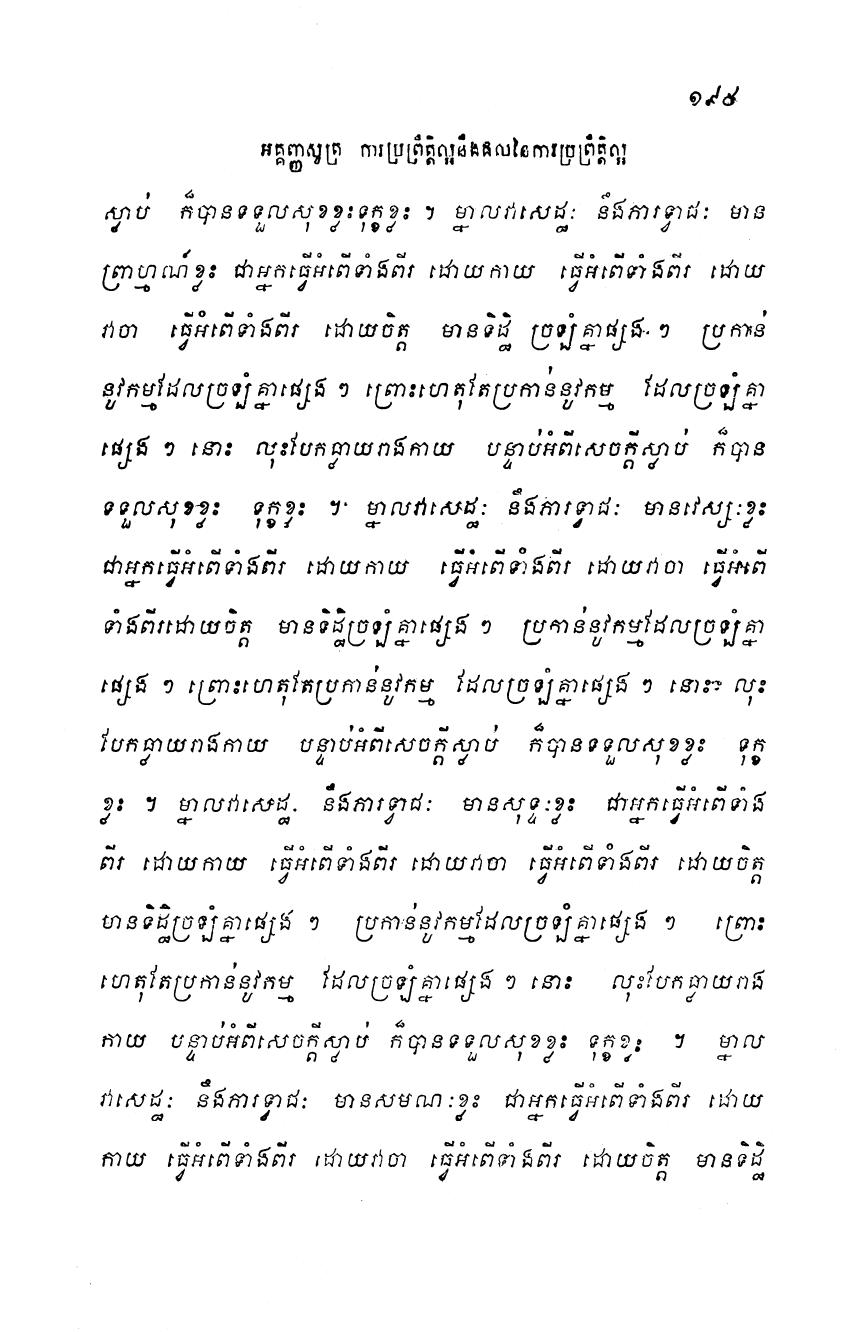 ១៩៥
អគ្គញ្ញសូត្រ ការប្រព្រឹត្តិល្អនឹងផលនៃការប្រព្រឹត្តិល្អ
ស្លាប់ ក៏បានទទួលសុខខ្លះទុក្ខខ្លះ ។ ម្នាលវាសេដ្ឋៈ នឹងភារទ្វាជៈ មាន
ព្រាហ្មណ៍ខ្លះ ជាអ្នកធ្វើអំពើទាំងពីរ ដោយកាយ ធ្វើអំពើទាំងពីរ ដោយ
វាចា ធ្វើអំពើទាំងពីរ ដោយចិត្ត មានទិដ្ឋិ ច្រឡំគ្នាផ្សេង ៗ ប្រកាន់
នូវកម្មដែលច្រឡំគ្នាផ្សេង ៗ ព្រោះហេតុតែប្រកាន់នូវកម្ម ដែលច្រឡំគ្នា
ផ្សេង ៗ នោះ លុះបែកធ្លាយរាងកាយ បន្ទាប់អំពីសេចក្តីស្លាប់ ក៏បាន
ទទួលសុខខ្លះ ទុក្ខខ្លះ ។ ម្នាលវាសេដ្ឋៈ នឹងភារទ្វាជៈ មានវេស្សៈខ្លះ
ជាអ្នកធ្វើអំពើទាំងពីរ ដោយកាយ ធ្វើអំពើទាំងពីរ ដោយវាចា ធ្វើអំពើ
ទាំងពីរដោយចិត្ត មានទិដ្ឋិច្រឡំគ្នាផ្សេង ៗ ប្រកាន់នូវកម្មដែលច្រឡំគ្នា
ផ្សេង ៗ ព្រោះហេតុតែប្រកាន់នូវកម្ម ដែលច្រឡំគ្នាផ្សេង ៗ នោះ លុះ
បែកធ្លាយរាងកាយ បន្ទាប់អំពីសេចក្តីស្លាប់ ក៏បានទទួលសុខខ្លះ ទុក្ខ
ខ្លះ ។ ម្នាលវាសេដ្ឋៈ នឹងភារទ្វាជៈ មានសុទ្ទៈខ្លះ ជាអ្នកធ្វើអំពើទាំង
ពីរ ដោយកាយ ធ្វើអំពើទាំងពីរ ដោយវាចា ធ្វើអំពើទាំងពីរ ដោយចិត្ត
មានទិដ្ឋិច្រឡំគ្នាផ្សេង ៗ ប្រកាន់នូវកម្មដែលច្រឡំគ្នាផ្សេង ៗ ព្រោះ
ហេតុតែប្រកាន់នូវកម្ម ដែលច្រឡំគ្នាផ្សេង ៗ នោះ លុះបែកធ្លាយរាង
កាយ បន្ទាប់អំពីសេចក្តីស្លាប់ ក៏បានទទួលសុខខ្លះ ទុក្ខខ្លះ ។ ម្នាល
វាសេដ្ឋៈ នឹងភារទ្វាជៈ មានសមណៈខ្លះ ជាអ្នកធ្វើអំពើទាំងពីរ ដោយ
កាយ ធ្វើអំពើទាំងពីរ ដោយវាចា ធ្វើអំពើទាំងពីរ ដោយចិត្ត មានទិដ្ឋិ